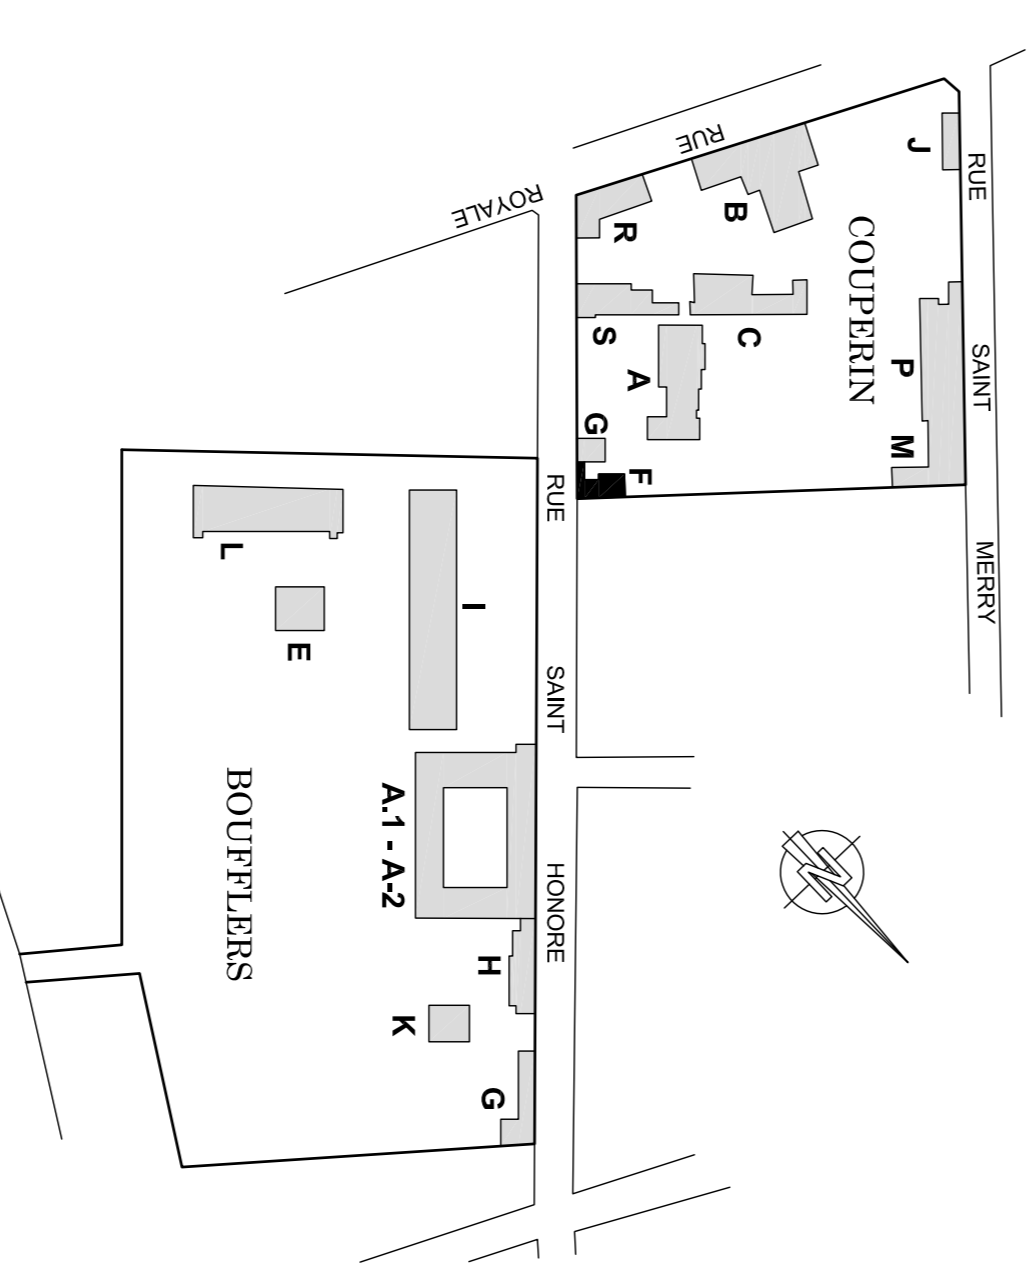 RUE
SAINT
MERRY
J
COUPERIN
P
M
B
C
A
R
S
G
F
RUE
ROYALE
RUE
SAINT
HONORE
I
L
E
A.1 - A-2
BOUFFLERS
H
K
G
N